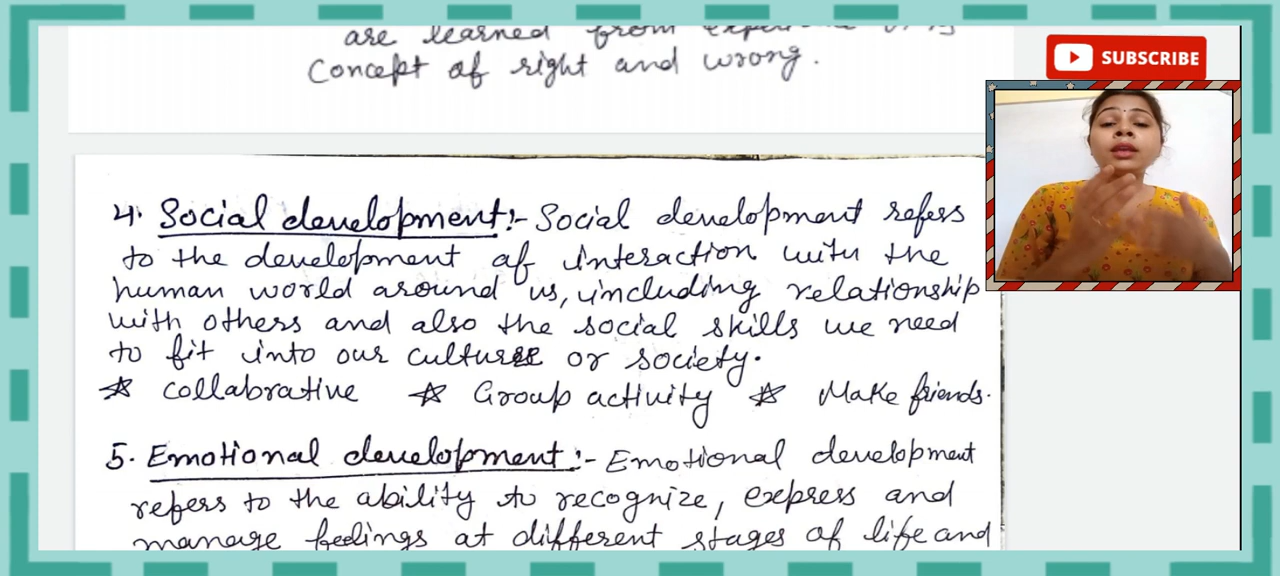 are learned from
Concept of right and wrong.
SUBSCRIBE
4. Social development:- Social development refers
to the development of interaction with the
human world around us, including relationship
with others and also the social skills we need
to fit into our culture or society.
☆ collabrative ☆ Group activity ☆ Make friends.
5. Emotional development:- Emotional development
refers to the ability to recognize, express and
manage feelings at different stages of life and